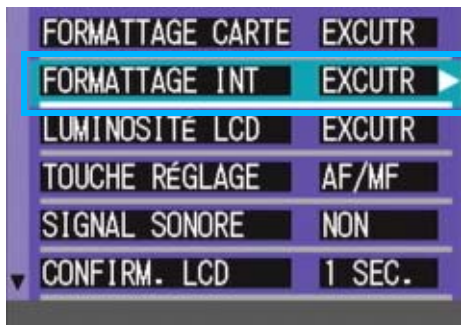 FORMATTAGE CARTE EXCUTR
FORMATTAGE INT EXCUTR
LUMINOSITÉ LCD EXCUTR
TOUCHE RÉGLAGE AF/MF
SIGNAL SONORE NON
CONFIRM. LCD 1 SEC.